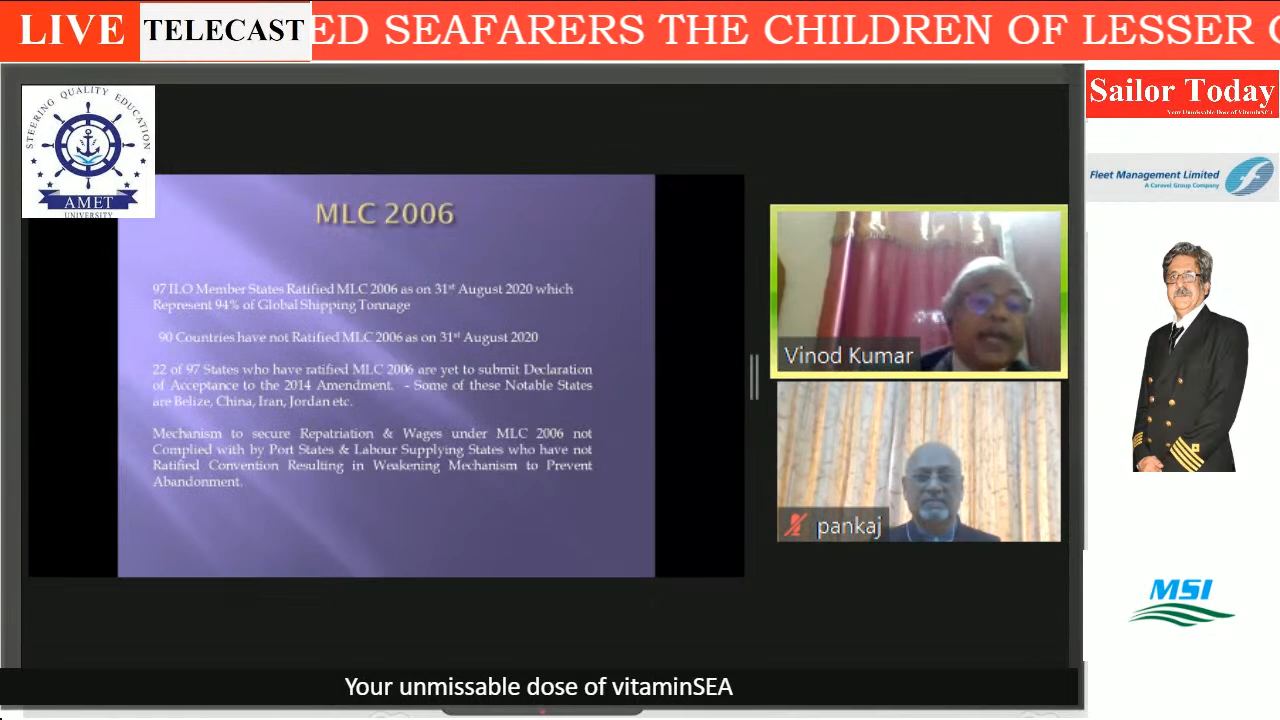 LIVE TELECAST ED SEAFARERS THE CHILDREN OF LESSER
Sailor Today
STEERING QUALITY EDUCATION
AMET
UNIVERSITY
MLC 2006
97 ILO Member States Ratified MLC 2006 as on 31st August 2020 which
Represent 94% of Global Shipping Tonnage
90 Countries have not Ratified MLC 2006 as on 31st August 2020
22 of 97 States who have ratified MLC 2006 are yet to submit Declaration
of Acceptance to the 2014 Amendment. - Some of these Notable States
are Belize, China, Iran, Jordan etc.
Mechanism to secure Repatriation & Wages under MLC 2006 not
Complied with by Port States & Labour Supplying States who have not
Ratified Convention Resulting in Weakening Mechanism to Prevent
Abandonment.
Vinod Kumar
pankaj
Fleet Management Limited
A Caravel Group Company
MSI
Your unmissable dose of vitaminSEA